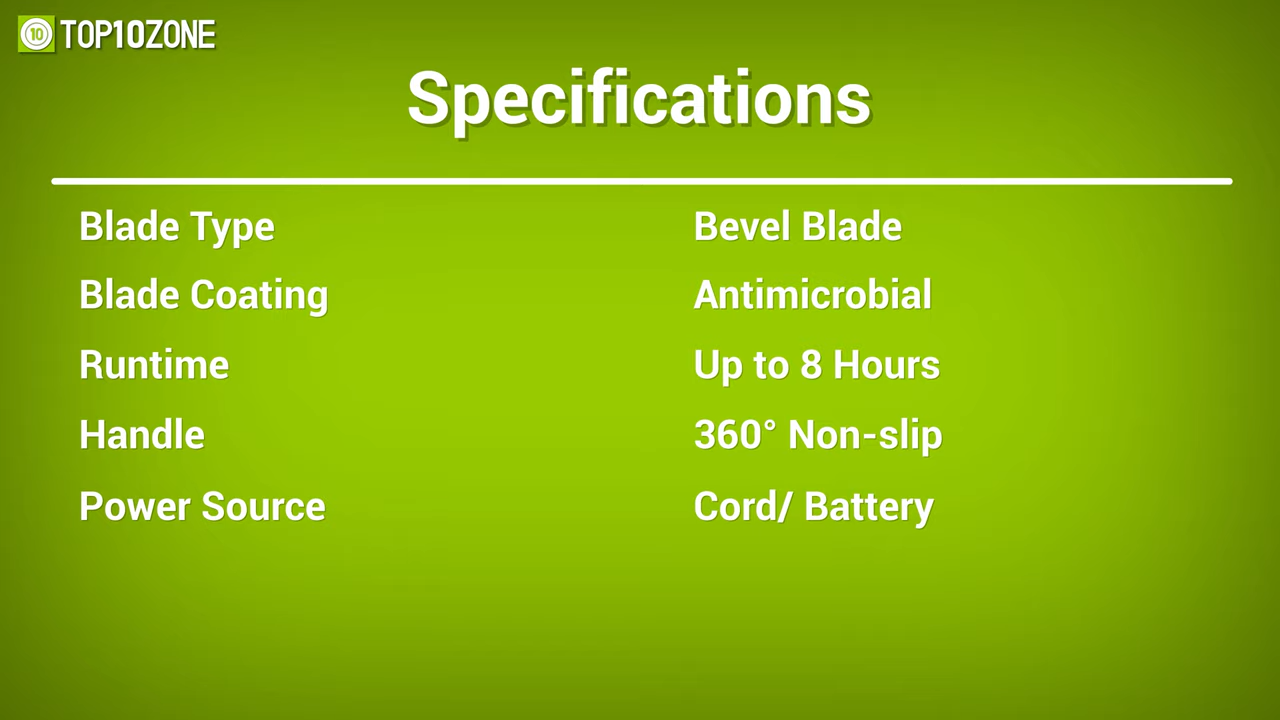 TOP10ZONE
Specifications
Blade Type Bevel Blade
Blade Coating Antimicrobial
Runtime Up to 8 Hours
Handle 360° Non-slip
Power Source Cord/ Battery